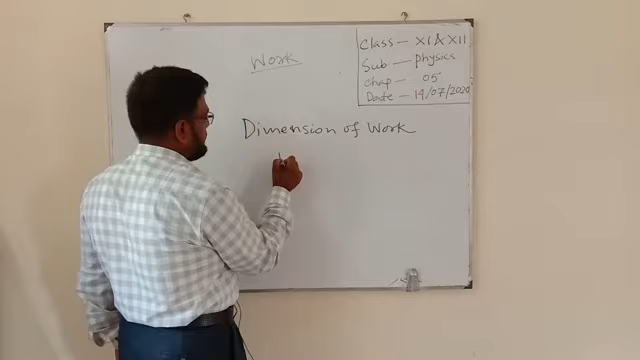 Work
Class - XI & XII
Sub - Physics
Chap - 05
Date - 19/07/2020
Dimension of Work